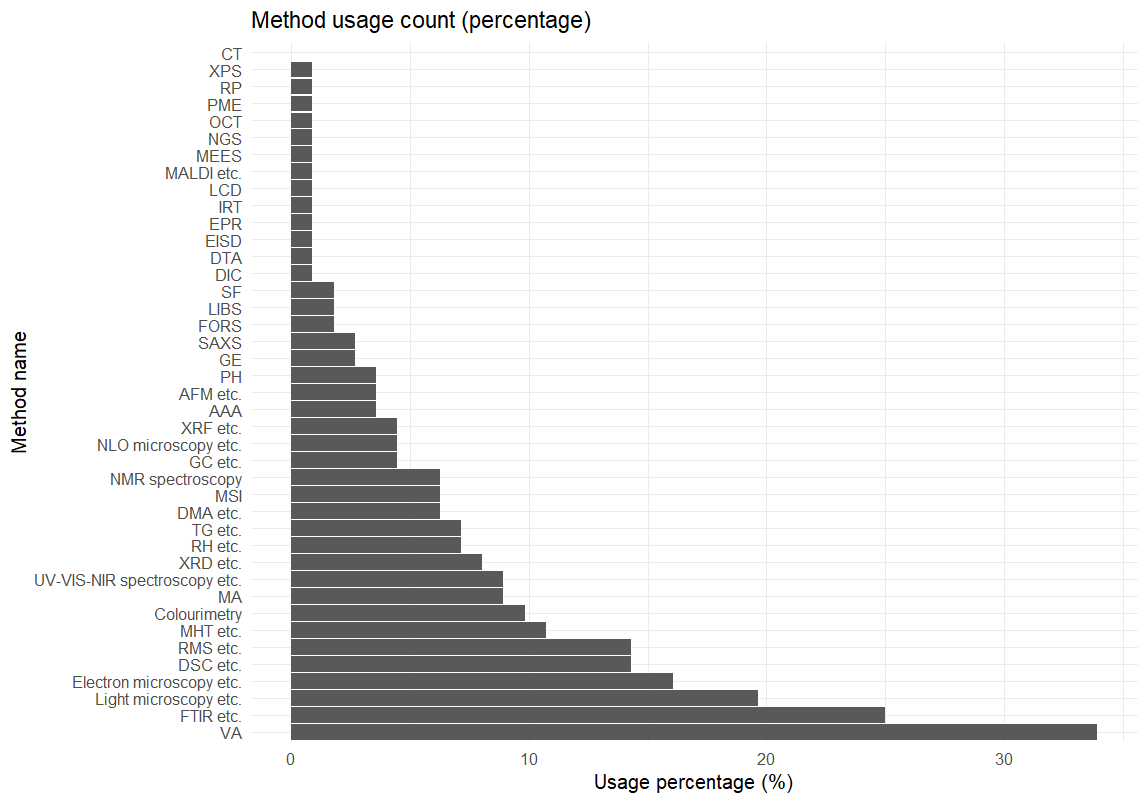 Method usage count (percentage)
CT
XPS
RP
PME
OCT
NGS
MEES
MALDI etc.
LCD
IRT
EPR
EISD
DTA
DIC
SF
LIBS
FORS
SAXS
GE
PH
AFM etc.
AAA
XRF etc.
NLO microscopy etc.
GC etc.
NMR spectroscopy
MSI
DMA etc.
TG etc.
RH etc.
XRD etc.
UV-VIS-NIR spectroscopy etc.
MA
Colourimetry
MHT etc.
RMS etc.
DSC etc.
Electron microscopy etc.
Light microscopy etc.
FTIR etc.
VA
Method name
0 10 20 30
Usage percentage (%)